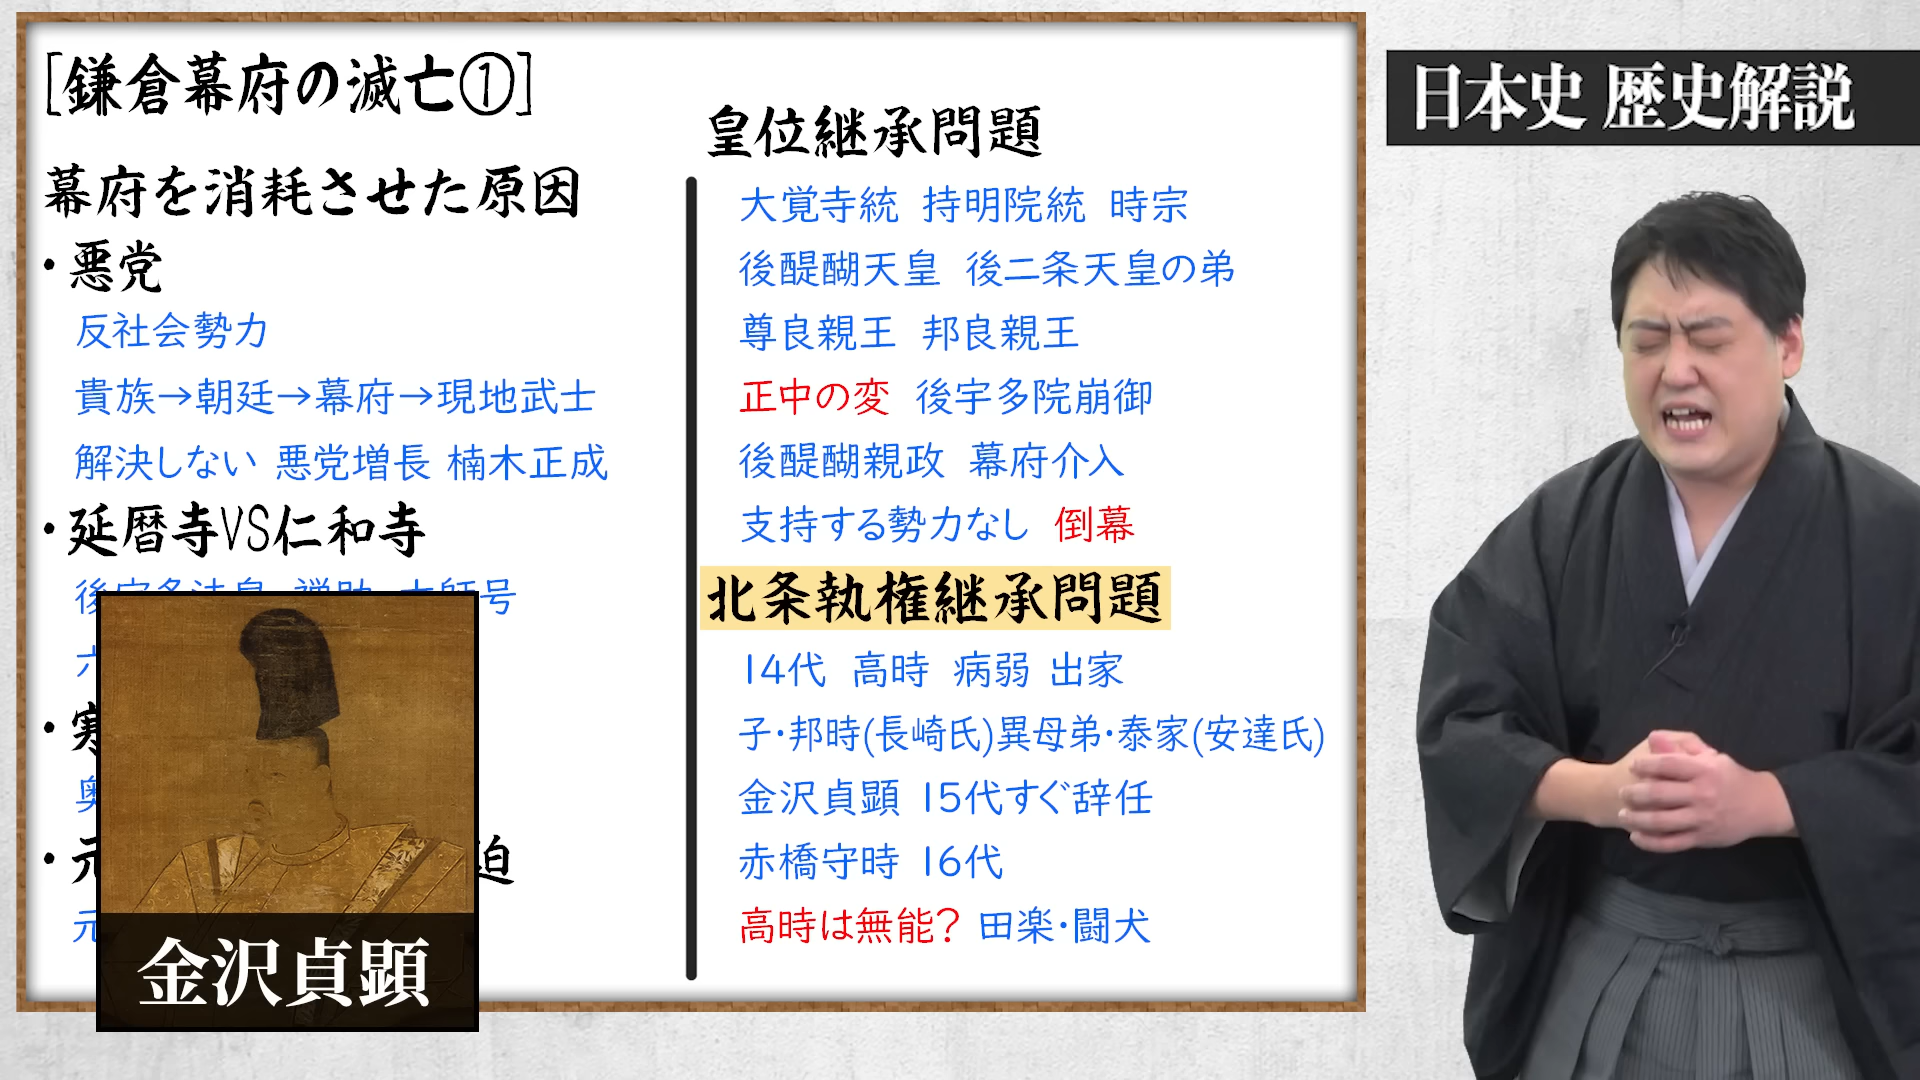 [鎌倉幕府の滅亡①]
幕府を消耗させた原因
・悪党
反社会勢力
貴族→朝廷→幕府→現地武士
解決しない 悪党増長 楠木正成
・延暦寺VS仁和寺
号
迫
金沢貞顕
皇位継承問題
大覚寺統 持明院統 時宗
後醍醐天皇 後二条天皇の弟
尊良親王 邦良親王
正中の変 後宇多院崩御
後醍醐親政 幕府介入
支持する勢力なし 倒幕
北条執権継承問題
14代 高時 病弱 出家
子・邦時(長崎氏)異母弟・泰家(安達氏)
金沢貞顕 15代すぐ辞任
赤橋守時 16代
高時は無能? 田楽・闘犬
日本史 歴史解説